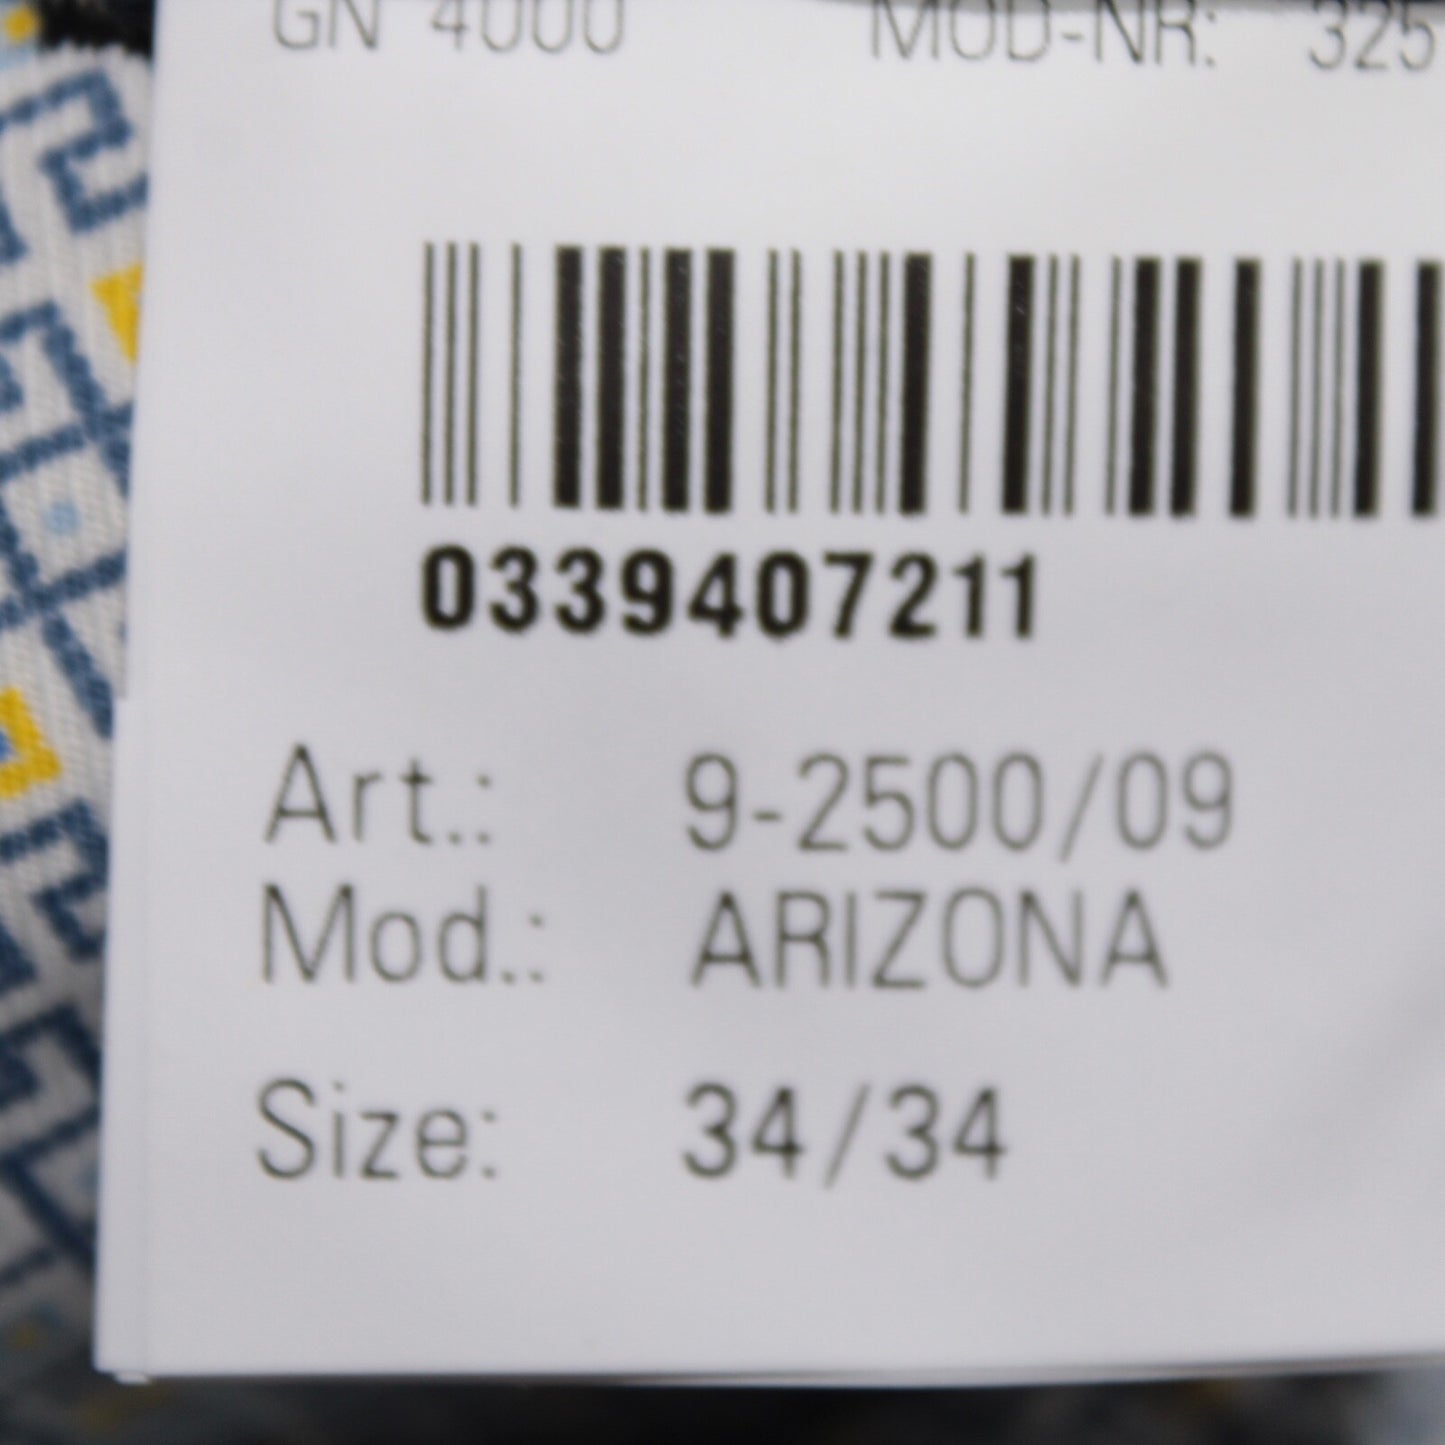 GN 4000 MOD-NR: 325
0339407211
Art.: 9-2500/09
Mod.: ARIZONA
Size: 34/34